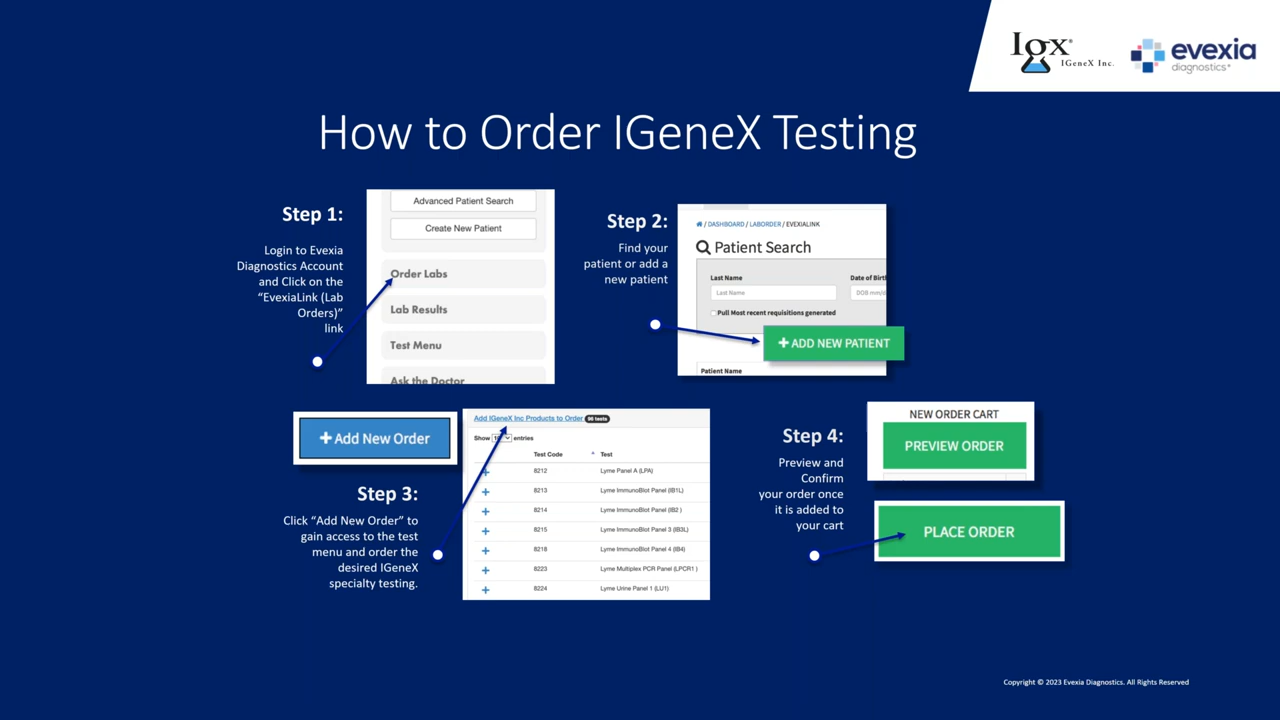 Igx®
IGeneX Inc.
evexia
diagnostics
How to Order IGeneX Testing
Step 1:
Login to Evexia
Diagnostics Account
and Click on the
“EvexiaLink (Lab
Orders)”
link
Advanced Patient Search
Create New Patient
Order Labs
Lab Results
Test Menu
Ask the Doctor
Step 2:
Find your
patient or add a
new patient
/ DASHBOARD / LABORDER / EVEXIALINK
Patient Search
Last Name Date of Birth
Last Name DOB mm/d
Pull Most recent requisitions generated
+ ADD NEW PATIENT
Patient Name
+ Add New Order
Step 3:
Click “Add New Order” to
gain access to the test
menu and order the
desired IGeneX
specialty testing.
Add IGeneX Inc Products to Order 98 tests
Show entries
Test Code Test
+ 8212 Lyme Panel A (LPA)
+ 8213 Lyme ImmunoBlot Panel (IB1L)
+ 8214 Lyme ImmunoBlot Panel (IB2 )
+ 8215 Lyme ImmunoBlot Panel 3 (IB3L)
+ 8218 Lyme ImmunoBlot Panel 4 (IB4)
+ 8223 Lyme Multiplex PCR Panel (LPCR1 )
+ 8224 Lyme Urine Panel 1 (LU1)
Step 4:
Preview and
Confirm
your order once
it is added to
your cart
NEW ORDER CART
PREVIEW ORDER
PLACE ORDER
Copyright © 2023 Evexia Diagnostics. All Rights Reserved